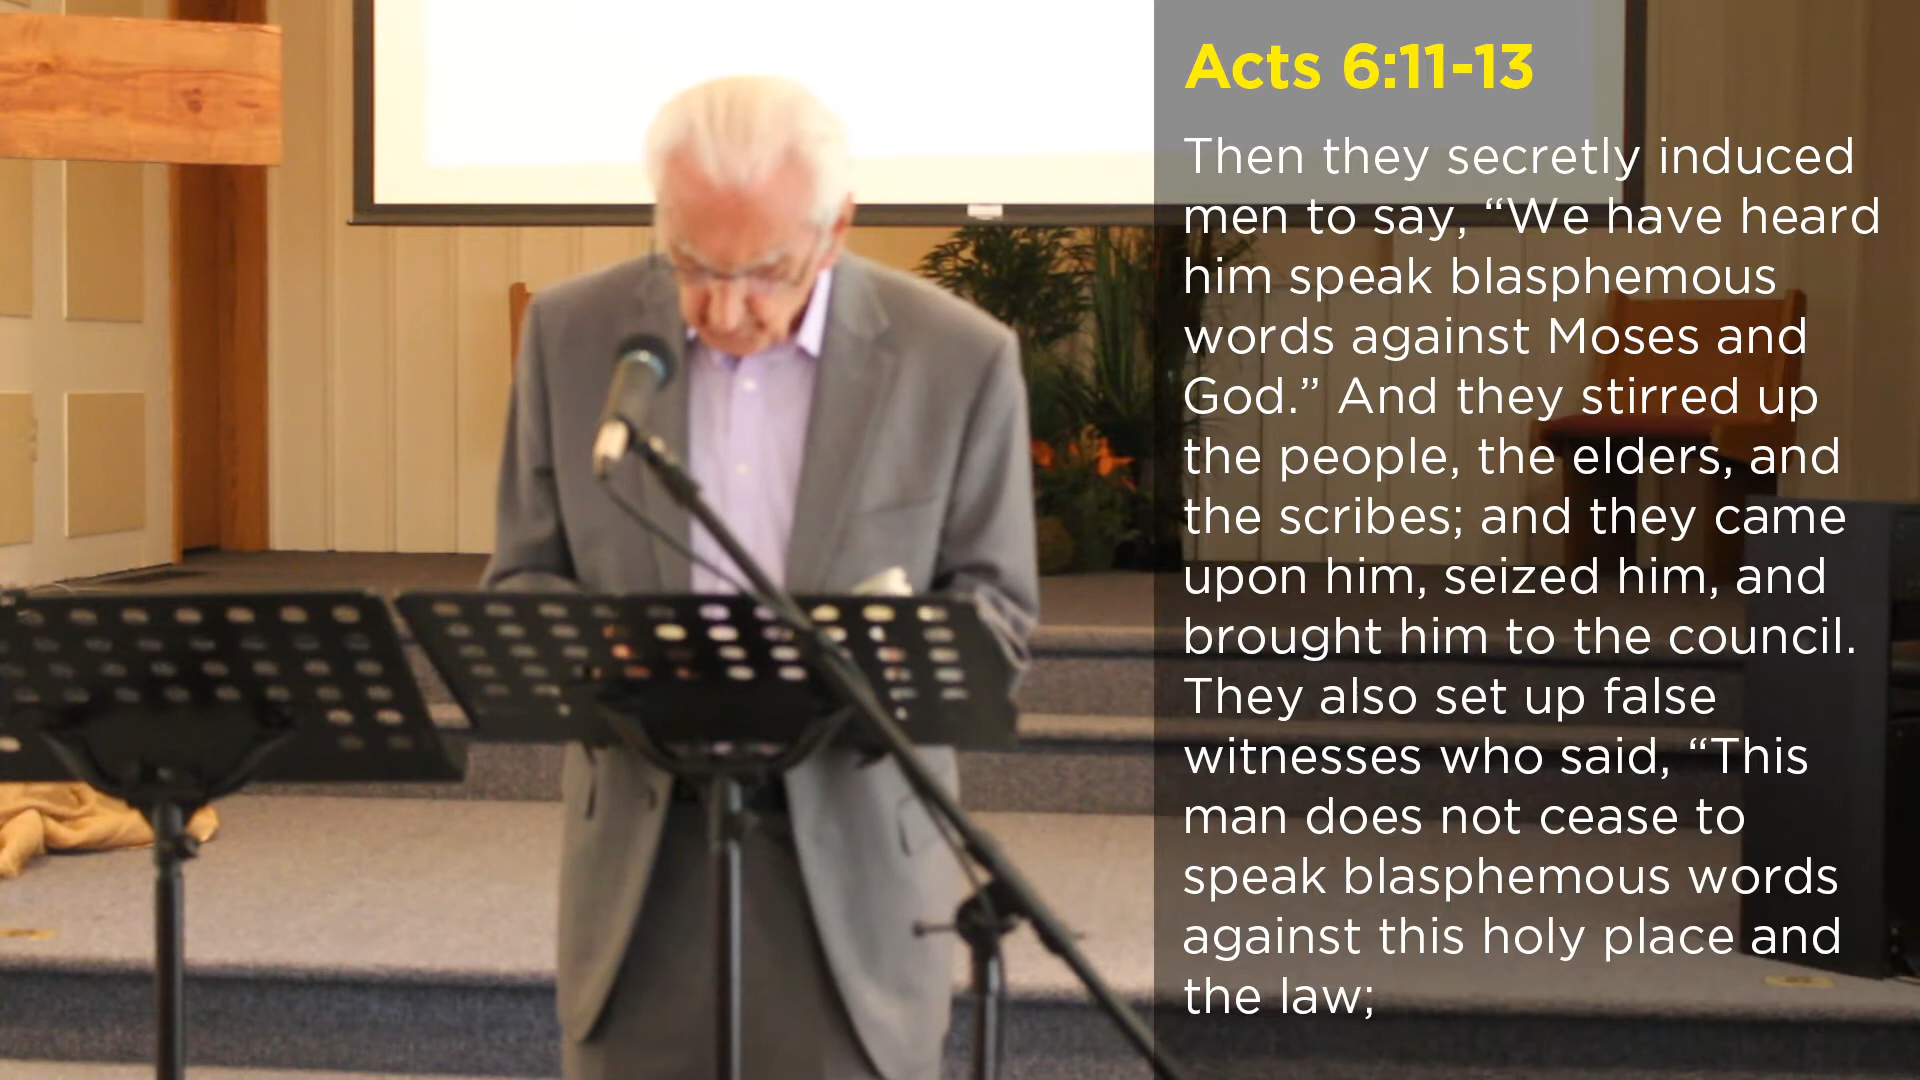 Acts 6:11-13
Then they secretly induced
men to say, “We have heard
him speak blasphemous
words against Moses and
God.” And they stirred up
the people, the elders, and
the scribes; and they came
upon him, seized him, and
brought him to the council.
They also set up false
witnesses who said, “This
man does not cease to
speak blasphemous words
against this holy place and
the law;